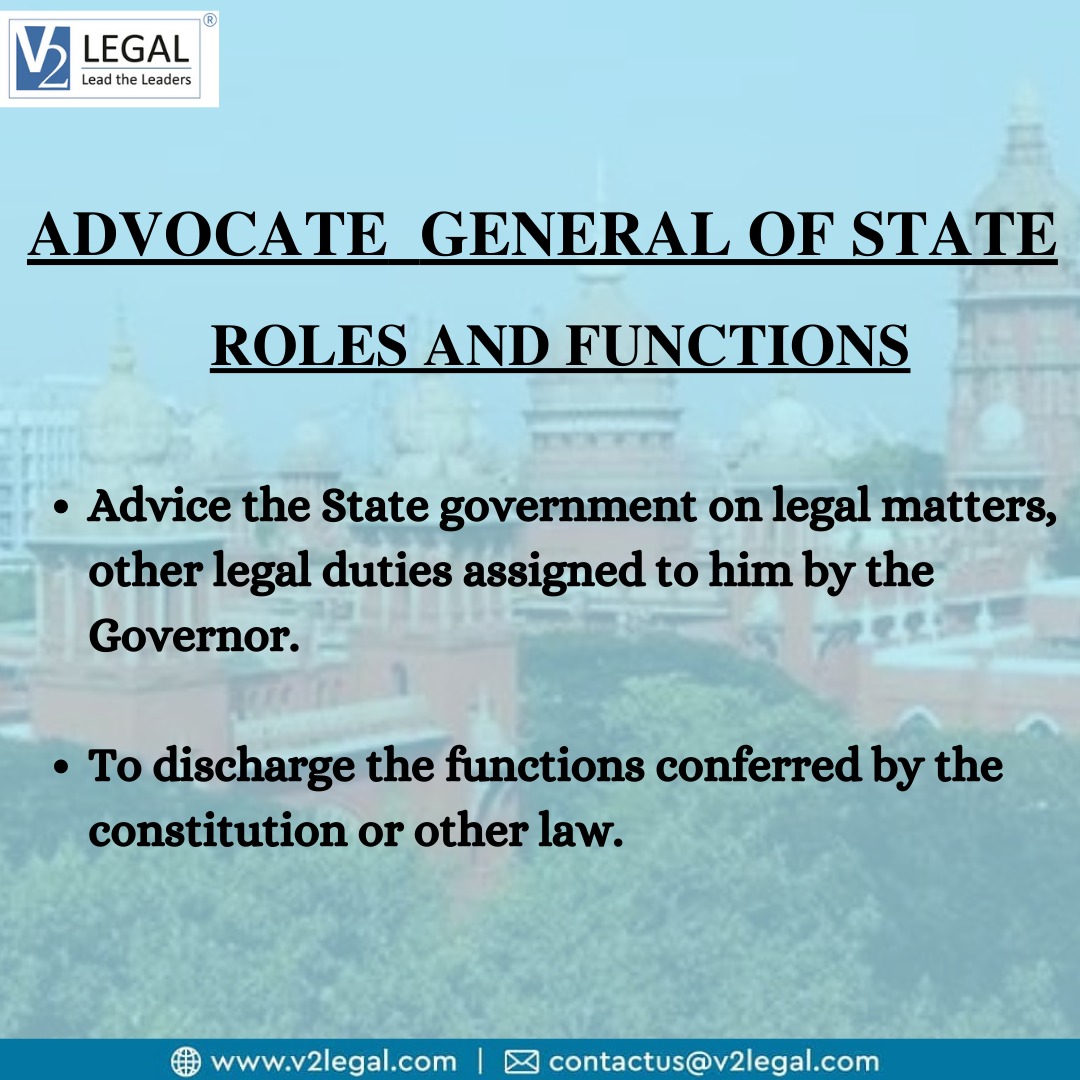 V2 LEGAL ®
Lead the Leaders
ADVOCATE GENERAL OF STATE
ROLES AND FUNCTIONS
• Advice the State government on legal matters,
other legal duties assigned to him by the
Governor.
• To discharge the functions conferred by the
constitution or other law.
www.v2legal.com | contactus@v2legal.com